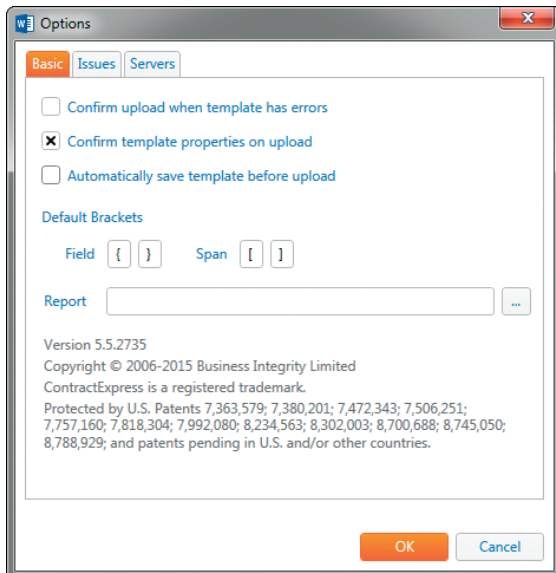 Options
Basic Issues Servers
Confirm upload when template has errors
Confirm template properties on upload
Automatically save template before upload
Default Brackets
Field { } Span [ ]
Report ...
Version 5.5.2735
Copyright © 2006-2015 Business Integrity Limited
ContractExpress is a registered trademark.
Protected by U.S. Patents 7,363,579; 7,380,201; 7,472,343; 7,506,251;
7,757,160; 7,818,304; 7,992,080; 8,234,563; 8,302,003; 8,700,688; 8,745,050;
8,788,929; and patents pending in U.S. and/or other countries.
OK Cancel